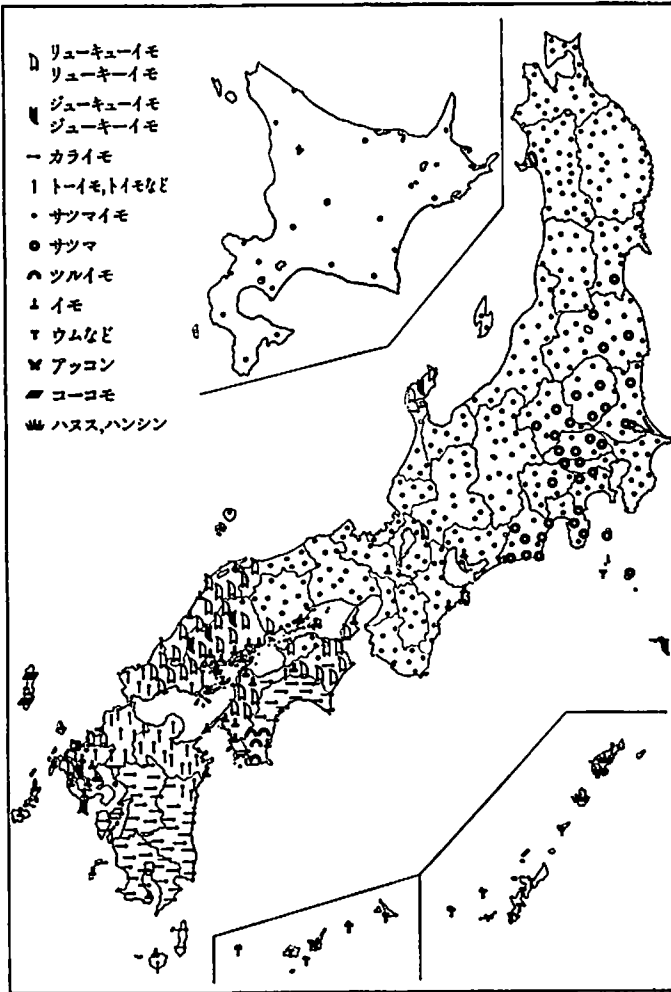 リューキューイモ
リューキーイモ
ジューキューイモ
ジューキーイモ
カライモ
トーイモ,トイモなど
サツマイモ
サツマ
ツルイモ
イモ
ウムなど
アッコン
コーコモ
ハヌス,ハンシン